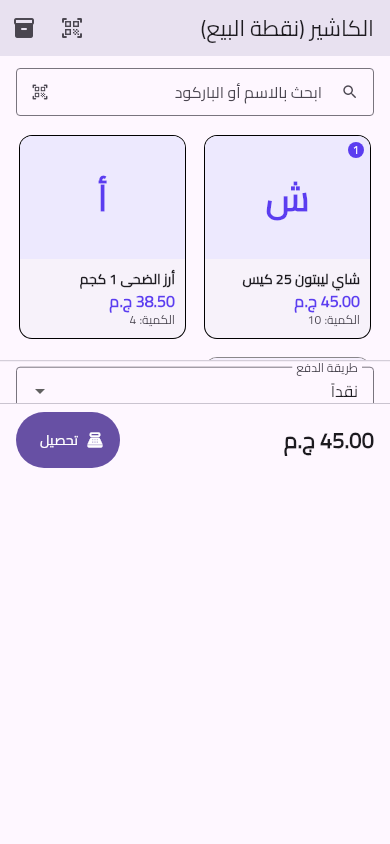 الكاشير (نقطة البيع)
ابحث بالاسم أو الباركود
1
ش
شاي ليبتون 25 كيس
45.00 ج.م
الكمية: 10
أ
أرز الضحى 1 كجم
38.50 ج.م
الكمية: 4
طريقة الدفع
نقداً
45.00 ج.م
تحصيل